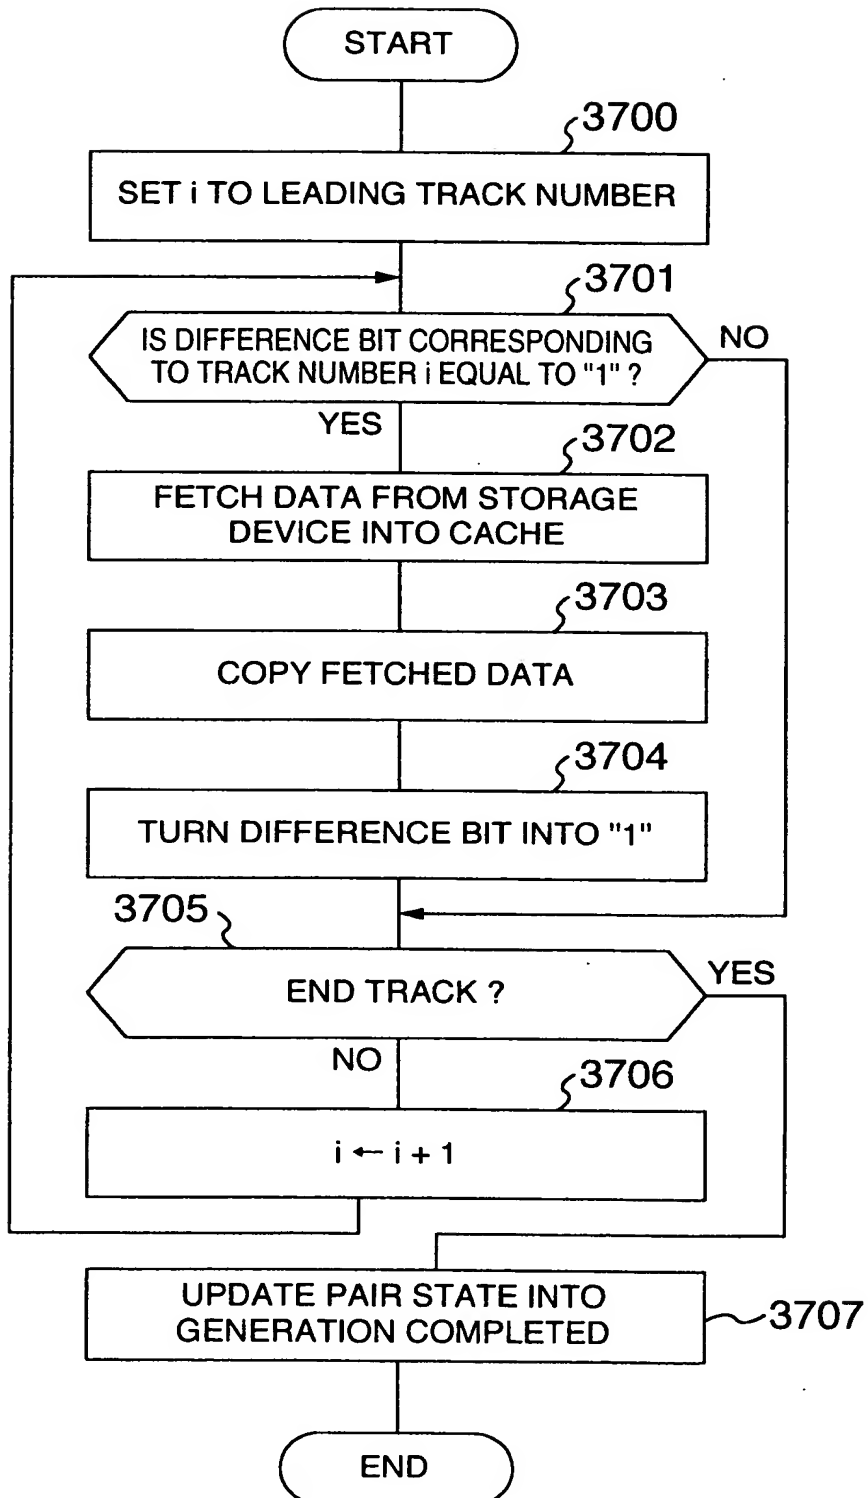 START
3700
SET i TO LEADING TRACK NUMBER
3701
IS DIFFERENCE BIT CORRESPONDING
TO TRACK NUMBER i EQUAL TO "1" ?
NO
YES
3702
FETCH DATA FROM STORAGE
DEVICE INTO CACHE
3703
COPY FETCHED DATA
3704
TURN DIFFERENCE BIT INTO "1"
3705
END TRACK ?
YES
NO
3706
i ← i + 1
UPDATE PAIR STATE INTO
GENERATION COMPLETED
3707
END